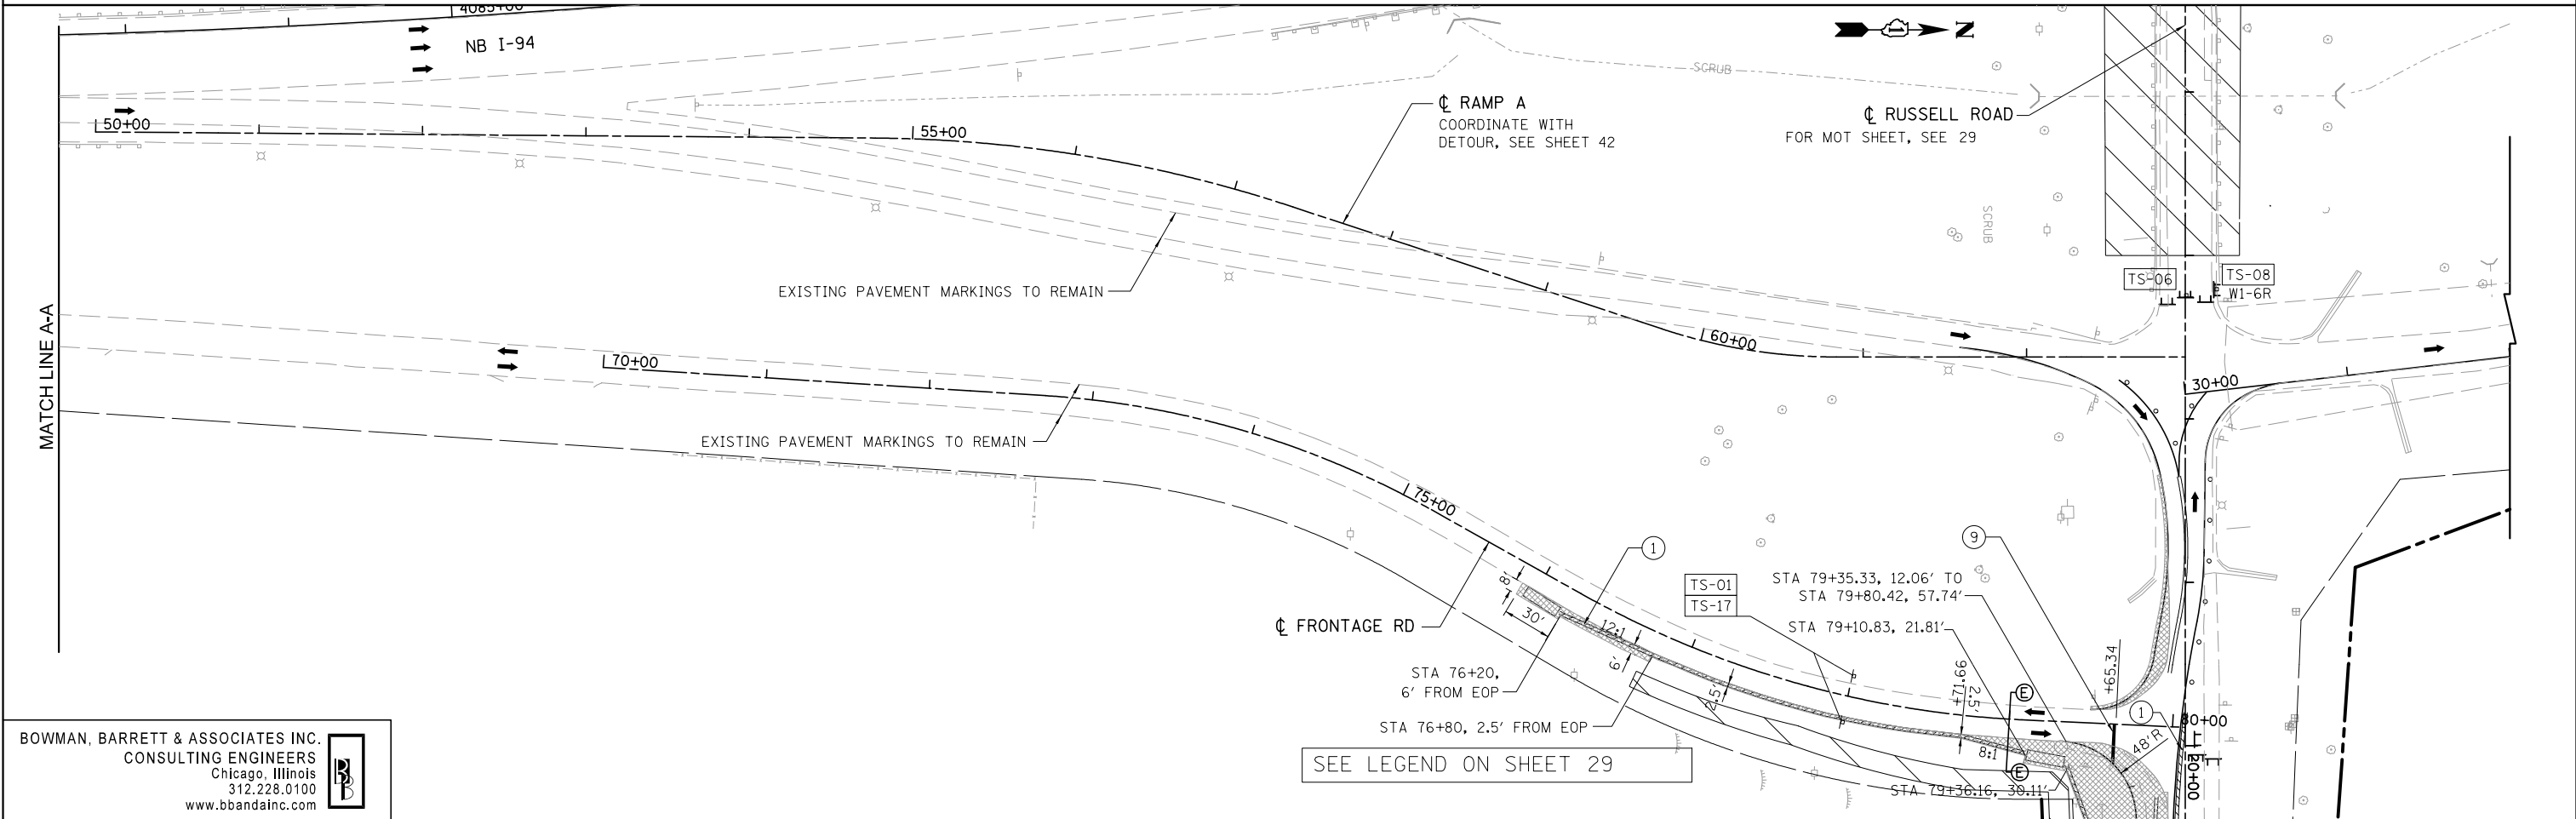 4085+00
NB I-94
N
SCRUB
50+00
55+00
℄ RAMP A
COORDINATE WITH
DETOUR, SEE SHEET 42
℄ RUSSELL ROAD
FOR MOT SHEET, SEE 29
SCRUB
EXISTING PAVEMENT MARKINGS TO REMAIN
TS-06
TS-08
W1-6R
MATCH LINE A-A
60+00
70+00
30+00
EXISTING PAVEMENT MARKINGS TO REMAIN
75+00
1
9
8'
30'
12:1
6'
TS-01
TS-17
STA 79+35.33, 12.06' TO
STA 79+80.42, 57.74'
STA 79+10.83, 21.81'
℄ FRONTAGE RD
STA 76+20,
6' FROM EOP
2.5'
+71.96
2.5'
E
+65.34
1
80+00
STA 76+80, 2.5' FROM EOP
8:1
48'R
E
20+00
STA 79+36.16, 30.11'
SEE LEGEND ON SHEET 29
BOWMAN, BARRETT & ASSOCIATES INC.
CONSULTING ENGINEERS
Chicago, Illinois
312.228.0100
www.bbandainc.com